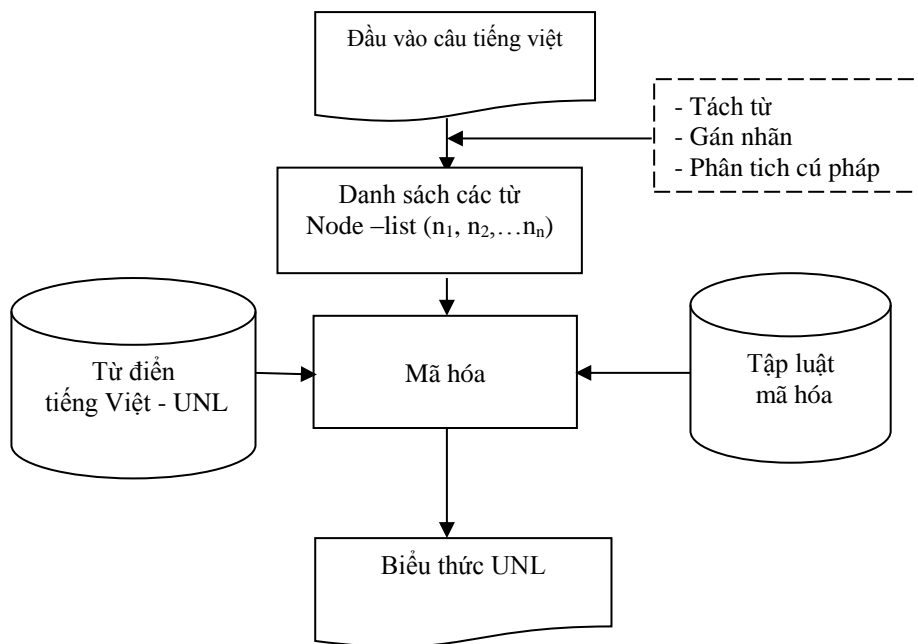 Đầu vào câu tiếng việt
- Tách từ
- Gán nhãn
- Phân tich cú pháp
Danh sách các từ
Node –list (n₁, n₂,…nₙ)
Từ điển
tiếng Việt - UNL
Mã hóa
Tập luật
mã hóa
Biểu thức UNL